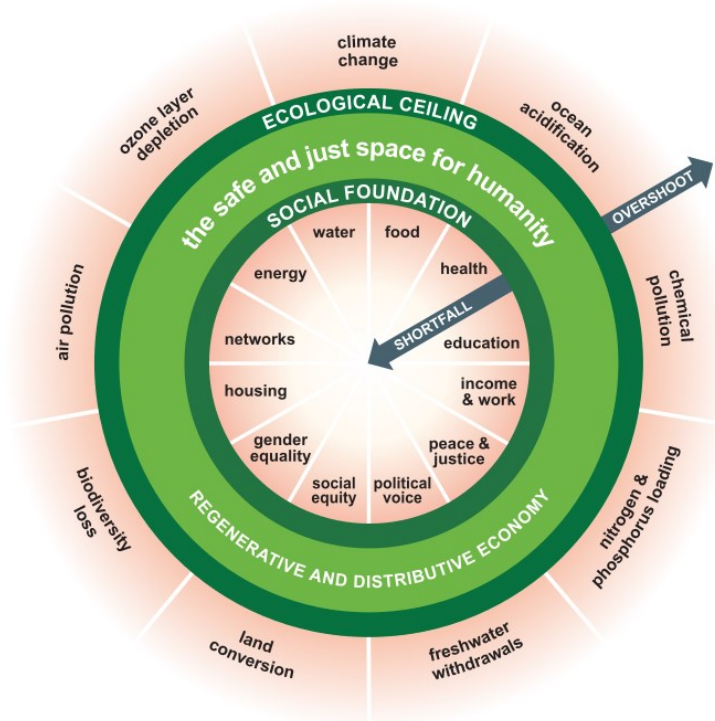 climate
change
ocean
acidification
chemical
pollution
nitrogen &
phosphorus loading
freshwater
withdrawals
land
conversion
biodiversity
loss
air pollution
ozone layer
depletion
OVERSHOOT
ECOLOGICAL CEILING
the safe and just space for humanity
SOCIAL FOUNDATION
water
food
health
SHORTFALL
education
income
& work
peace &
justice
political
voice
social
equity
gender
equality
housing
networks
energy
REGENERATIVE AND DISTRIBUTIVE ECONOMY